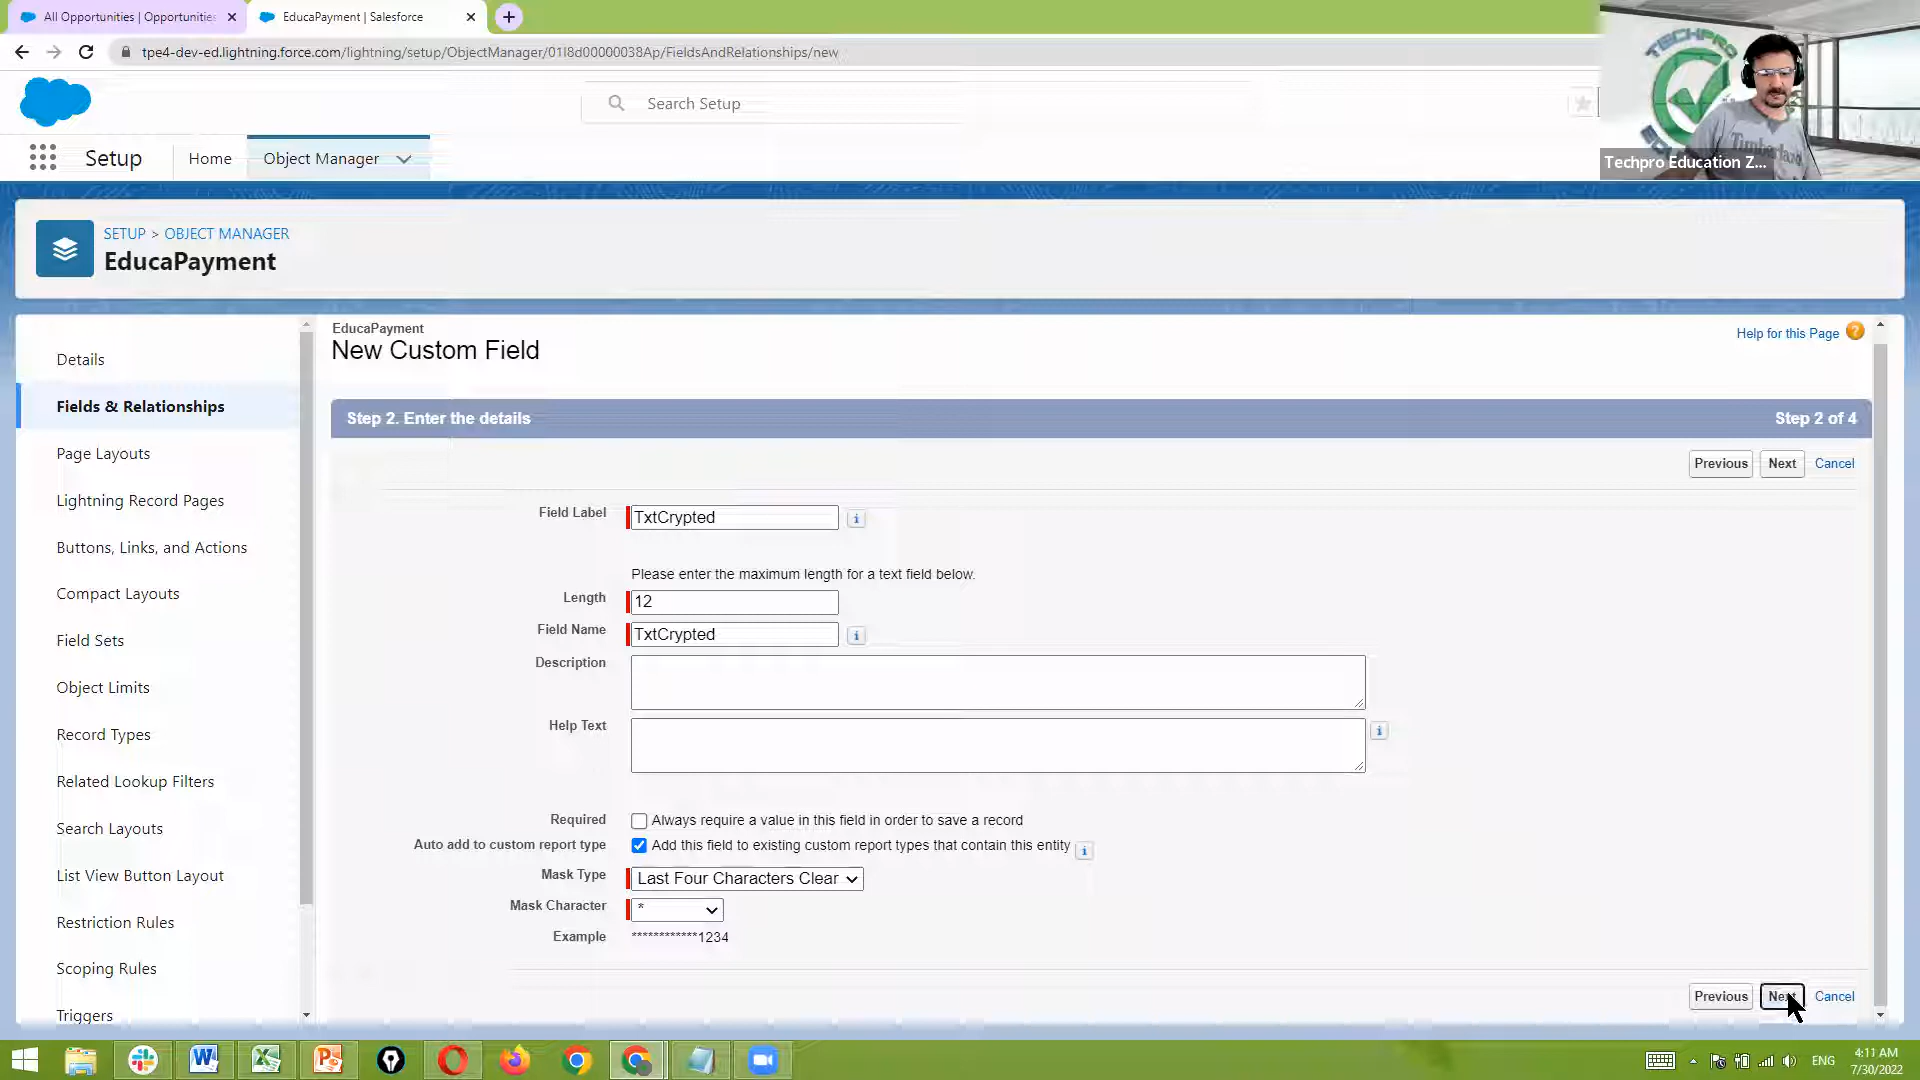 All Opportunities | Opportunities
EducaPayment | Salesforce
tpe4-dev-ed.lightning.force.com/lightning/setup/ObjectManager/01I8d00000038Ap/FieldsAndRelationships/new
Search Setup
TECHPRO
Timberland
Techpro Education Z...
Setup
Home
Object Manager
SETUP > OBJECT MANAGER
EducaPayment
Details
Fields & Relationships
Page Layouts
Lightning Record Pages
Buttons, Links, and Actions
Compact Layouts
Field Sets
Object Limits
Record Types
Related Lookup Filters
Search Layouts
List View Button Layout
Restriction Rules
Scoping Rules
Triggers
EducaPayment
New Custom Field
Help for this Page
Step 2. Enter the details
Step 2 of 4
Previous Next Cancel
Field Label TxtCrypted
Please enter the maximum length for a text field below.
Length 12
Field Name TxtCrypted
Description
Help Text
Required Always require a value in this field in order to save a record
Auto add to custom report type Add this field to existing custom report types that contain this entity
Mask Type Last Four Characters Clear
Mask Character *
Example ************1234
Previous Next Cancel
ENG
4:11 AM
7/30/2022